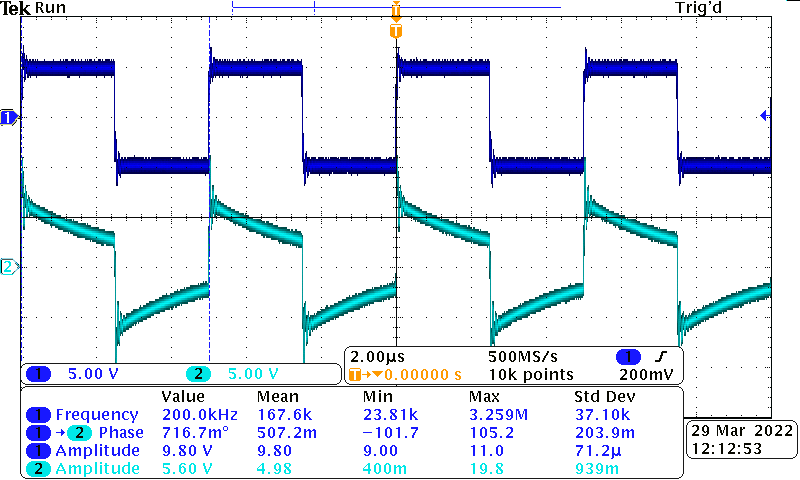 Tek Run Trig'd
T
T
1
2
1 5.00 V 2 5.00 V
2.00µs 500MS/s 1
T→▼0.00000 s 10k points 200mV
Value Mean Min Max Std Dev
1 Frequency 200.0kHz 167.6k 23.81k 3.259M 37.10k
1 →2 Phase 716.7m° 507.2m −101.7 105.2 203.9m
1 Amplitude 9.80 V 9.80 9.00 11.0 71.2µ
2 Amplitude 5.60 V 4.98 400m 19.8 939m
29 Mar 2022
12:12:53